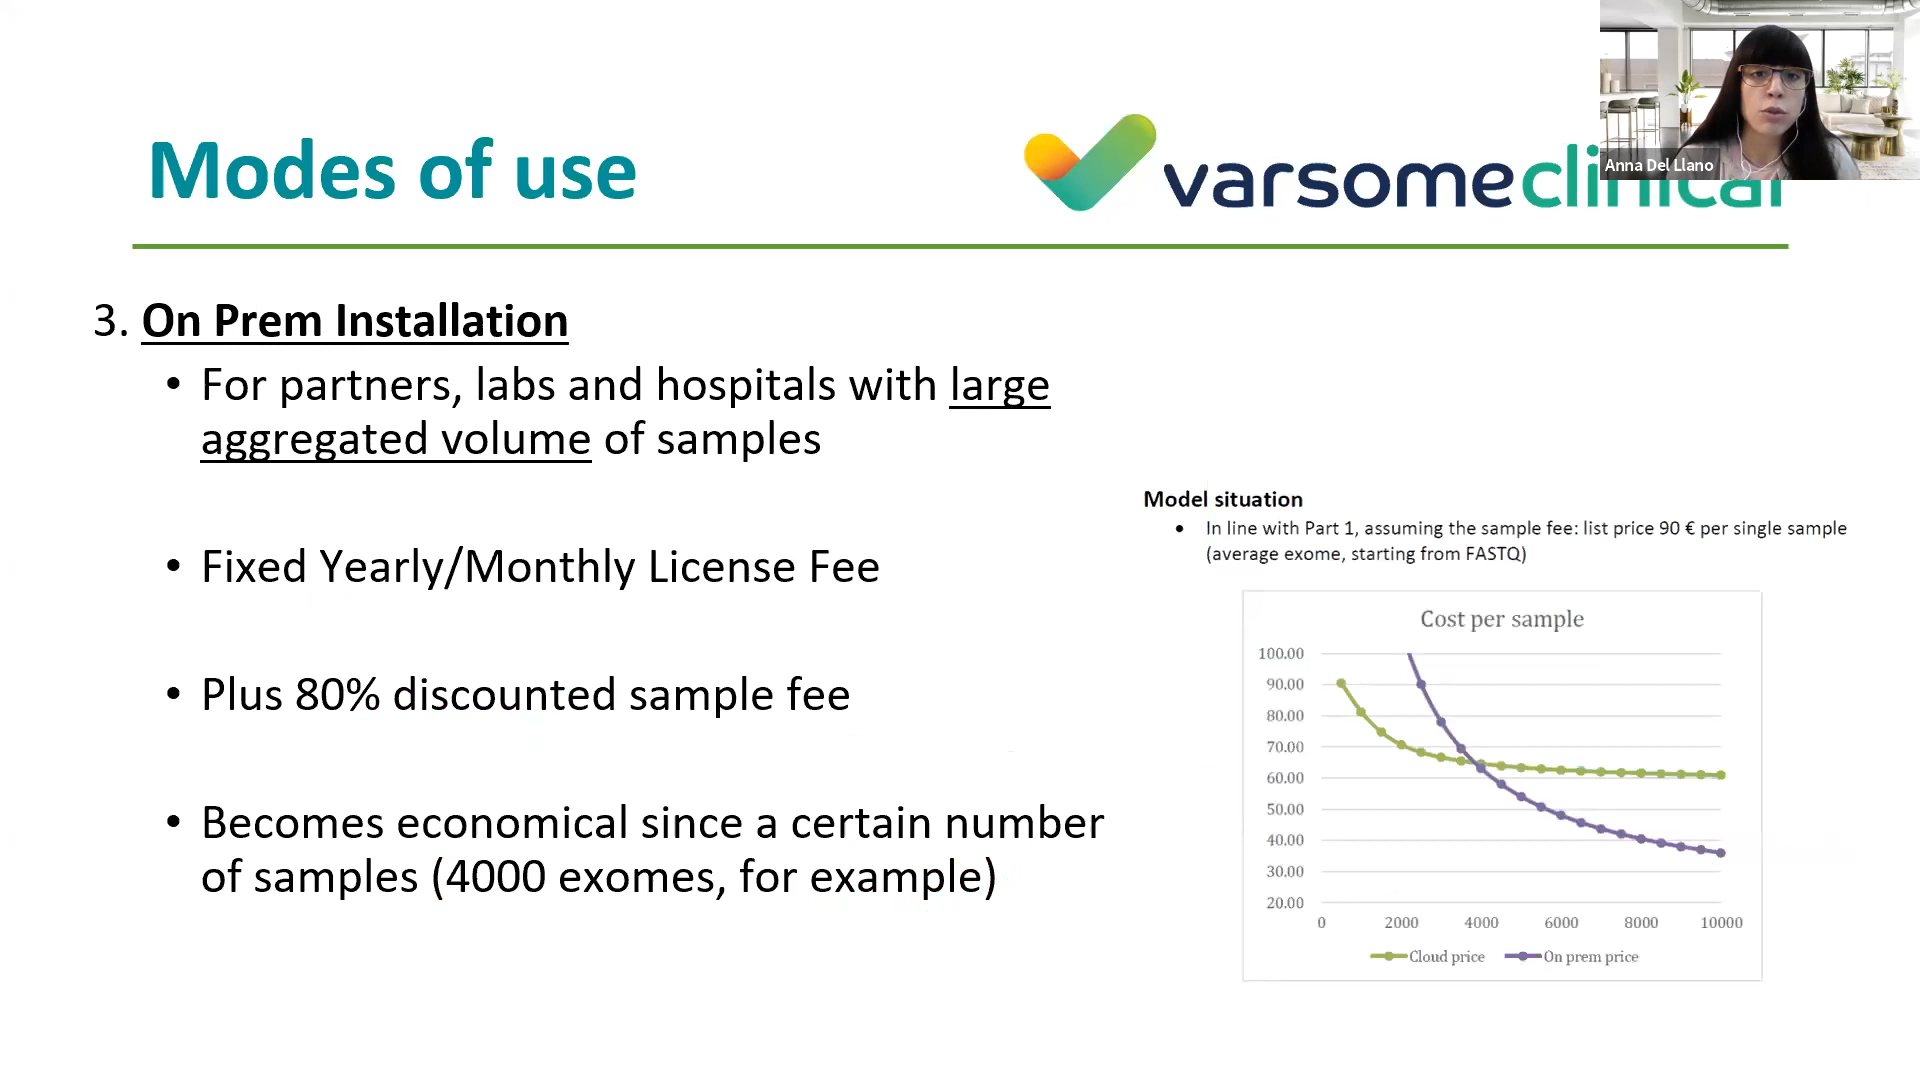 Modes of use
varsomeclinical
Anna Del Llano
3. On Prem Installation
• For partners, labs and hospitals with large
aggregated volume of samples
• Fixed Yearly/Monthly License Fee
• Plus 80% discounted sample fee
• Becomes economical since a certain number
of samples (4000 exomes, for example)
Model situation
• In line with Part 1, assuming the sample fee: list price 90 € per single sample
(average exome, starting from FASTQ)
Cost per sample
100.00
90.00
80.00
70.00
60.00
50.00
40.00
30.00
20.00
0 2000 4000 6000 8000 10000
Cloud price On prem price